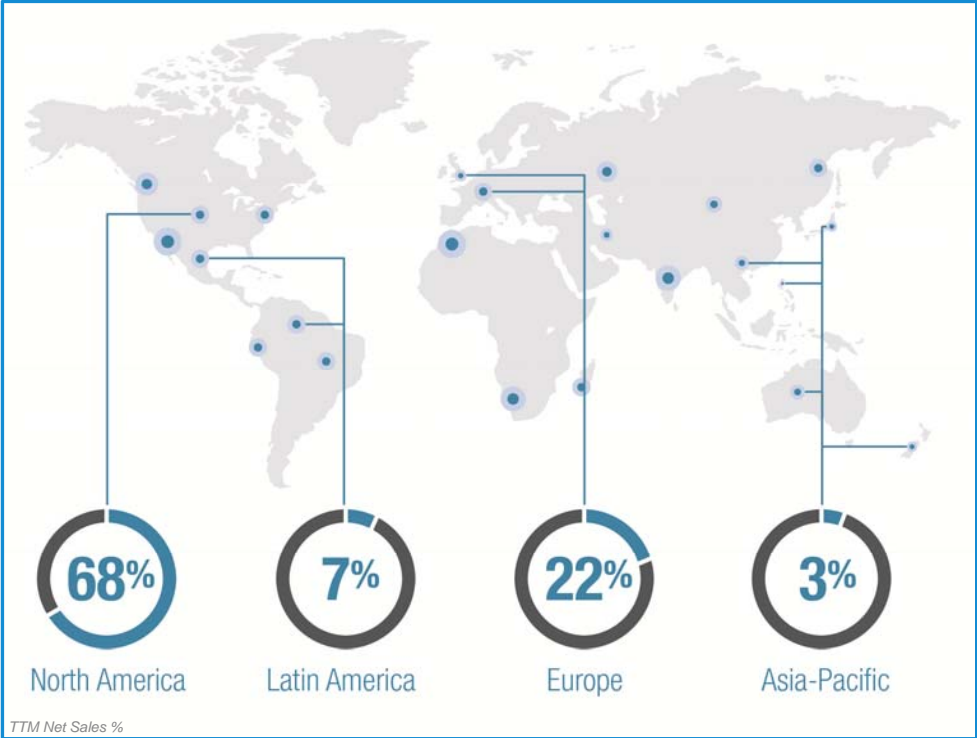 68%
7%
22%
3%
North America
Latin America
Europe
Asia-Pacific
TTM Net Sales %